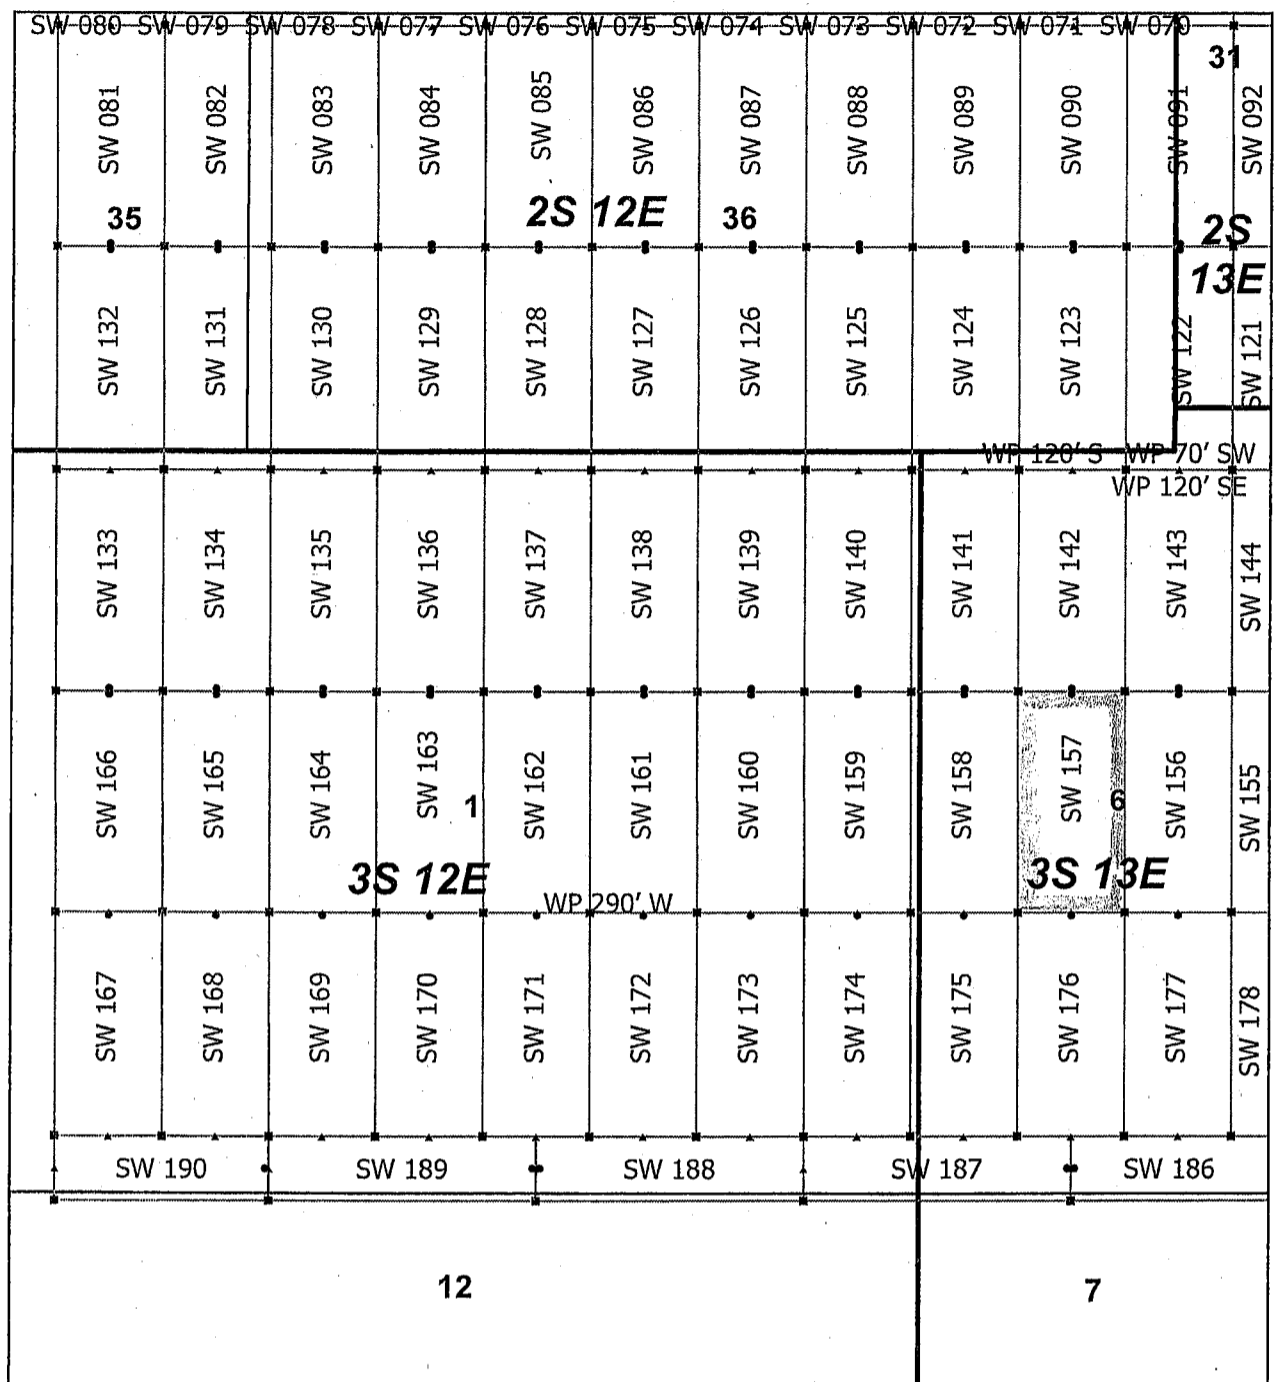 SW 080 SW 079 SW 078 SW 077 SW 076 SW 075 SW 074 SW 073 SW 072 SW 071 SW 070
31
SW 081 SW 082 SW 083 SW 084 SW 085 SW 086 SW 087 SW 088 SW 089 SW 090 SW 091 SW 092
35 2S 12E 36 2S
13E
SW 132 SW 131 SW 130 SW 129 SW 128 SW 127 SW 126 SW 125 SW 124 SW 123 SW 122 SW 121
WP 120' S WP 70' SW
WP 120' SE
SW 133 SW 134 SW 135 SW 136 SW 137 SW 138 SW 139 SW 140 SW 141 SW 142 SW 143 SW 144
SW 166 SW 165 SW 164 SW 163 SW 162 SW 161 SW 160 SW 159 SW 158 SW 157 SW 156 SW 155
1 6
3S 12E 3S 13E
WP 290' W
SW 167 SW 168 SW 169 SW 170 SW 171 SW 172 SW 173 SW 174 SW 175 SW 176 SW 177 SW 178
SW 190 SW 189 SW 188 SW 187 SW 186
12 7